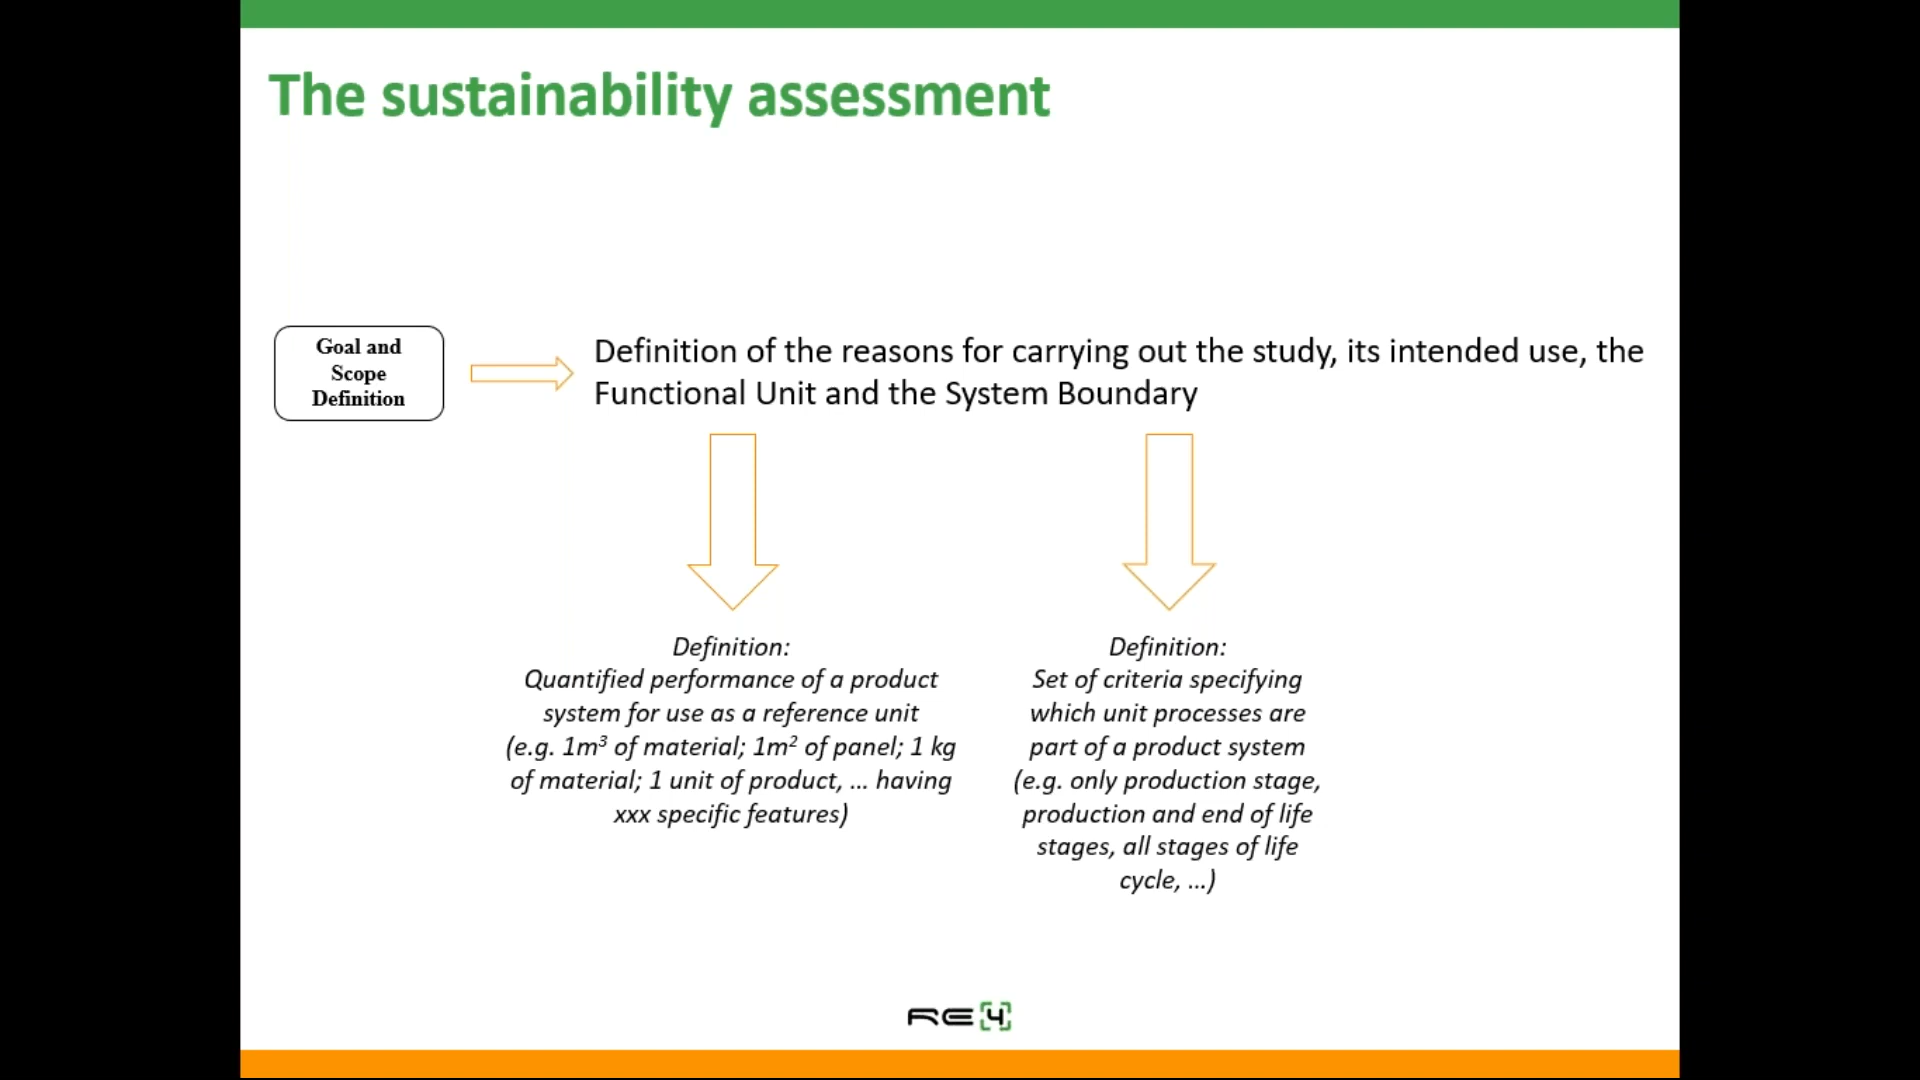 The sustainability assessment
Goal and
Scope
Definition
Definition of the reasons for carrying out the study, its intended use, the
Functional Unit and the System Boundary
Definition:
Quantified performance of a product
system for use as a reference unit
(e.g. 1m³ of material; 1m² of panel; 1 kg
of material; 1 unit of product, ... having
xxx specific features)
Definition:
Set of criteria specifying
which unit processes are
part of a product system
(e.g. only production stage,
production and end of life
stages, all stages of life
cycle, ...)
RE4